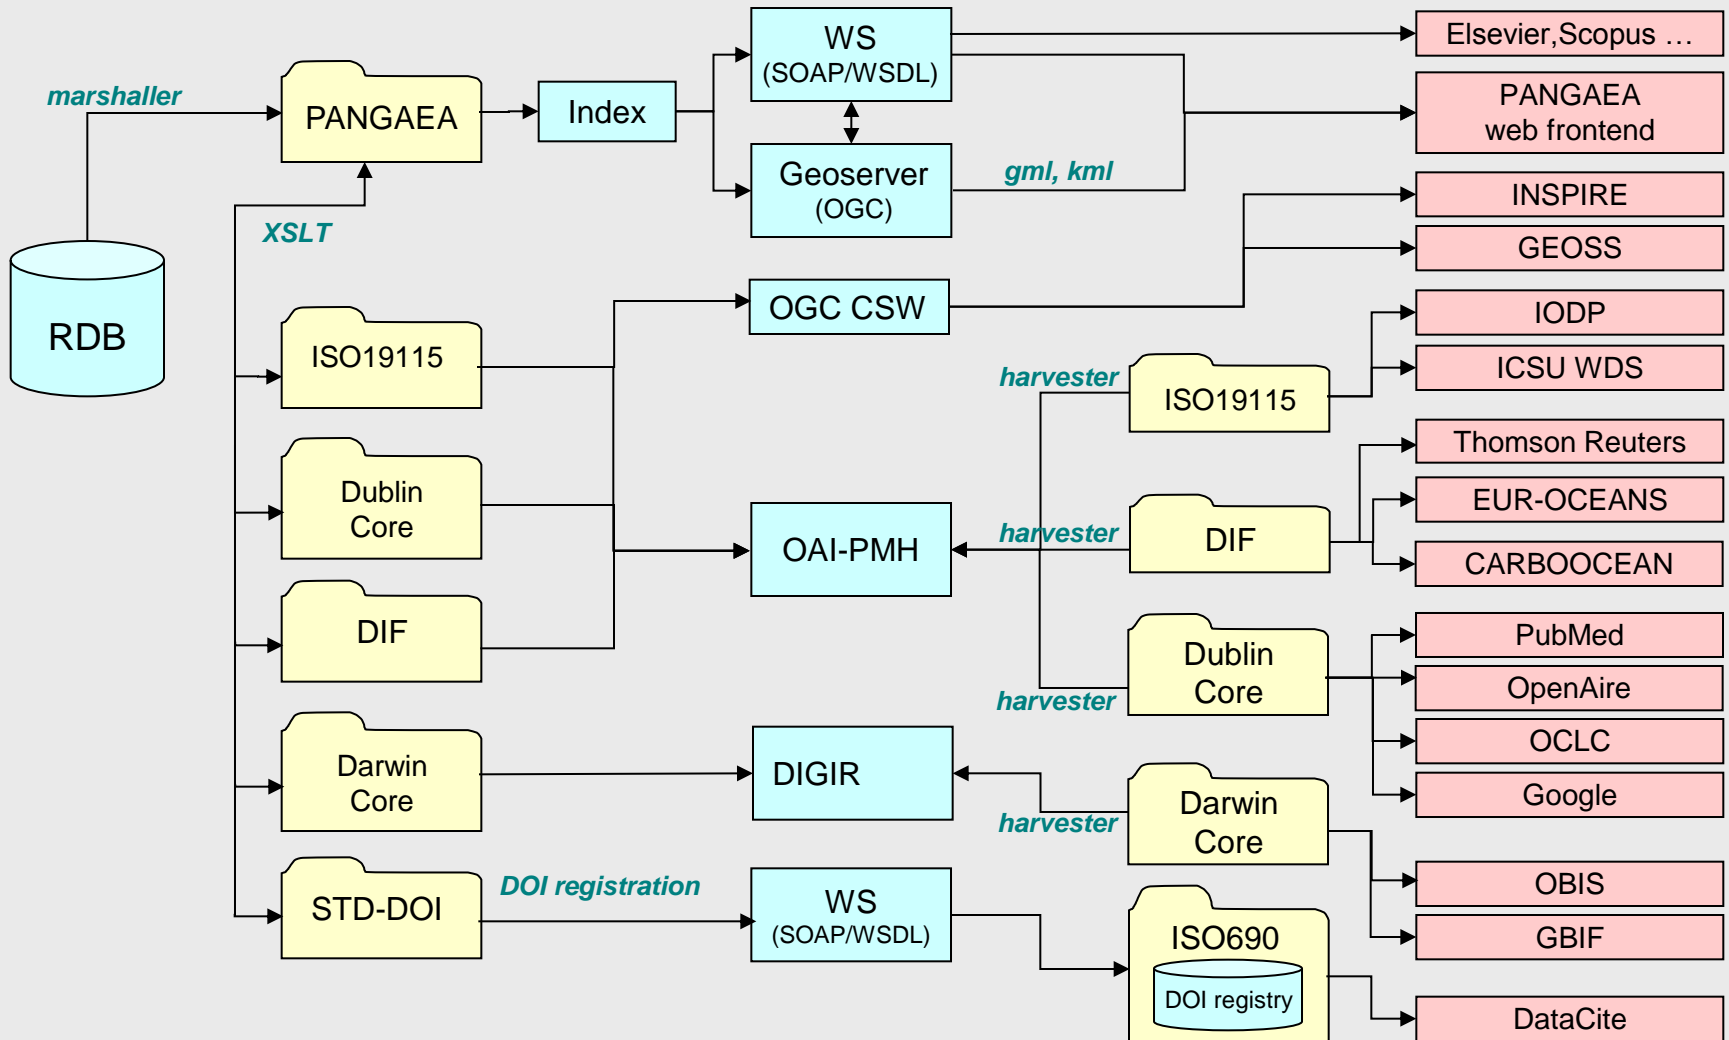 marshaller
PANGAEA
Index
WS
(SOAP/WSDL)
Elsevier,Scopus …
PANGAEA
web frontend
Geoserver
(OGC)
gml, kml
INSPIRE
GEOSS
XSLT
RDB
ISO19115
OGC CSW
IODP
harvester
ISO19115
ICSU WDS
Thomson Reuters
Dublin
Core
OAI-PMH
harvester
DIF
EUR-OCEANS
CARBOOCEAN
DIF
Dublin
Core
harvester
PubMed
OpenAire
OCLC
Google
Darwin
Core
DIGIR
harvester
Darwin
Core
OBIS
GBIF
STD-DOI
DOI registration
WS
(SOAP/WSDL)
ISO690
DOI registry
DataCite